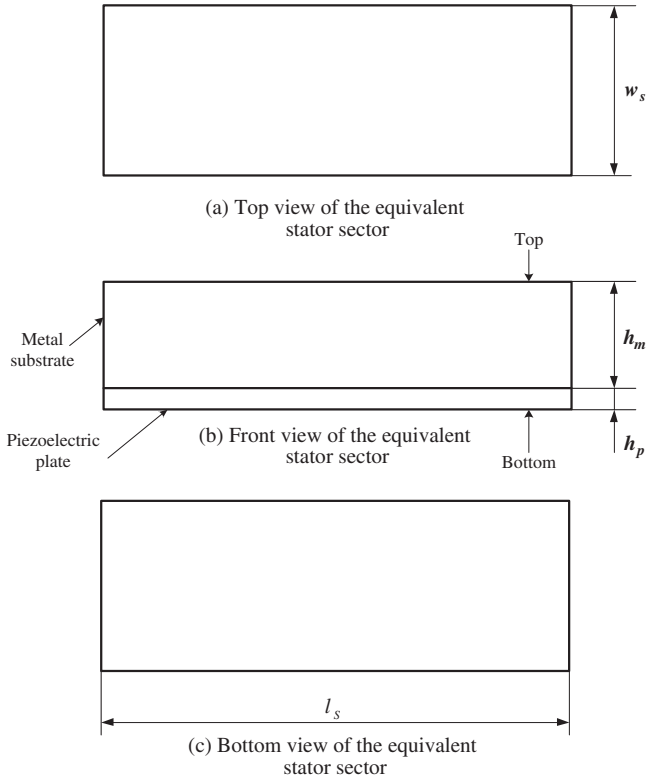 w_s
(a) Top view of the equivalent
stator sector
Top
Metal
substrate
h_m
Piezoelectric
plate
(b) Front view of the equivalent
stator sector
Bottom
h_p
l_s
(c) Bottom view of the equivalent
stator sector